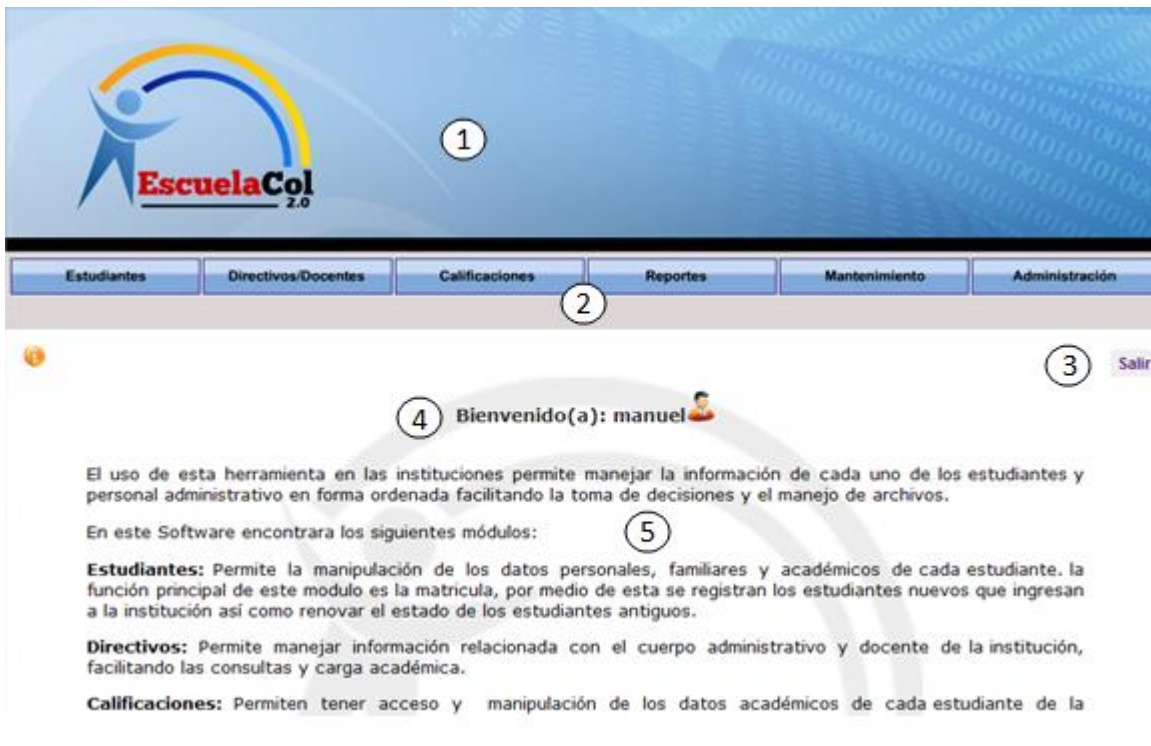 EscuelaCol
2.0
1
Estudiantes Directivos/Docentes Calificaciones Reportes Mantenimiento Administración
2
3 Salir
4 Bienvenido(a): manuel
El uso de esta herramienta en las instituciones permite manejar la información de cada uno de los estudiantes y
personal administrativo en forma ordenada facilitando la toma de decisiones y el manejo de archivos.
En este Software encontrara los siguientes módulos:
5
Estudiantes: Permite la manipulación de los datos personales, familiares y académicos de cada estudiante. la
función principal de este modulo es la matricula, por medio de esta se registran los estudiantes nuevos que ingresan
a la institución así como renovar el estado de los estudiantes antiguos.
Directivos: Permite manejar información relacionada con el cuerpo administrativo y docente de la institución,
facilitando las consultas y carga académica.
Calificaciones: Permiten tener acceso y manipulación de los datos académicos de cada estudiante de la